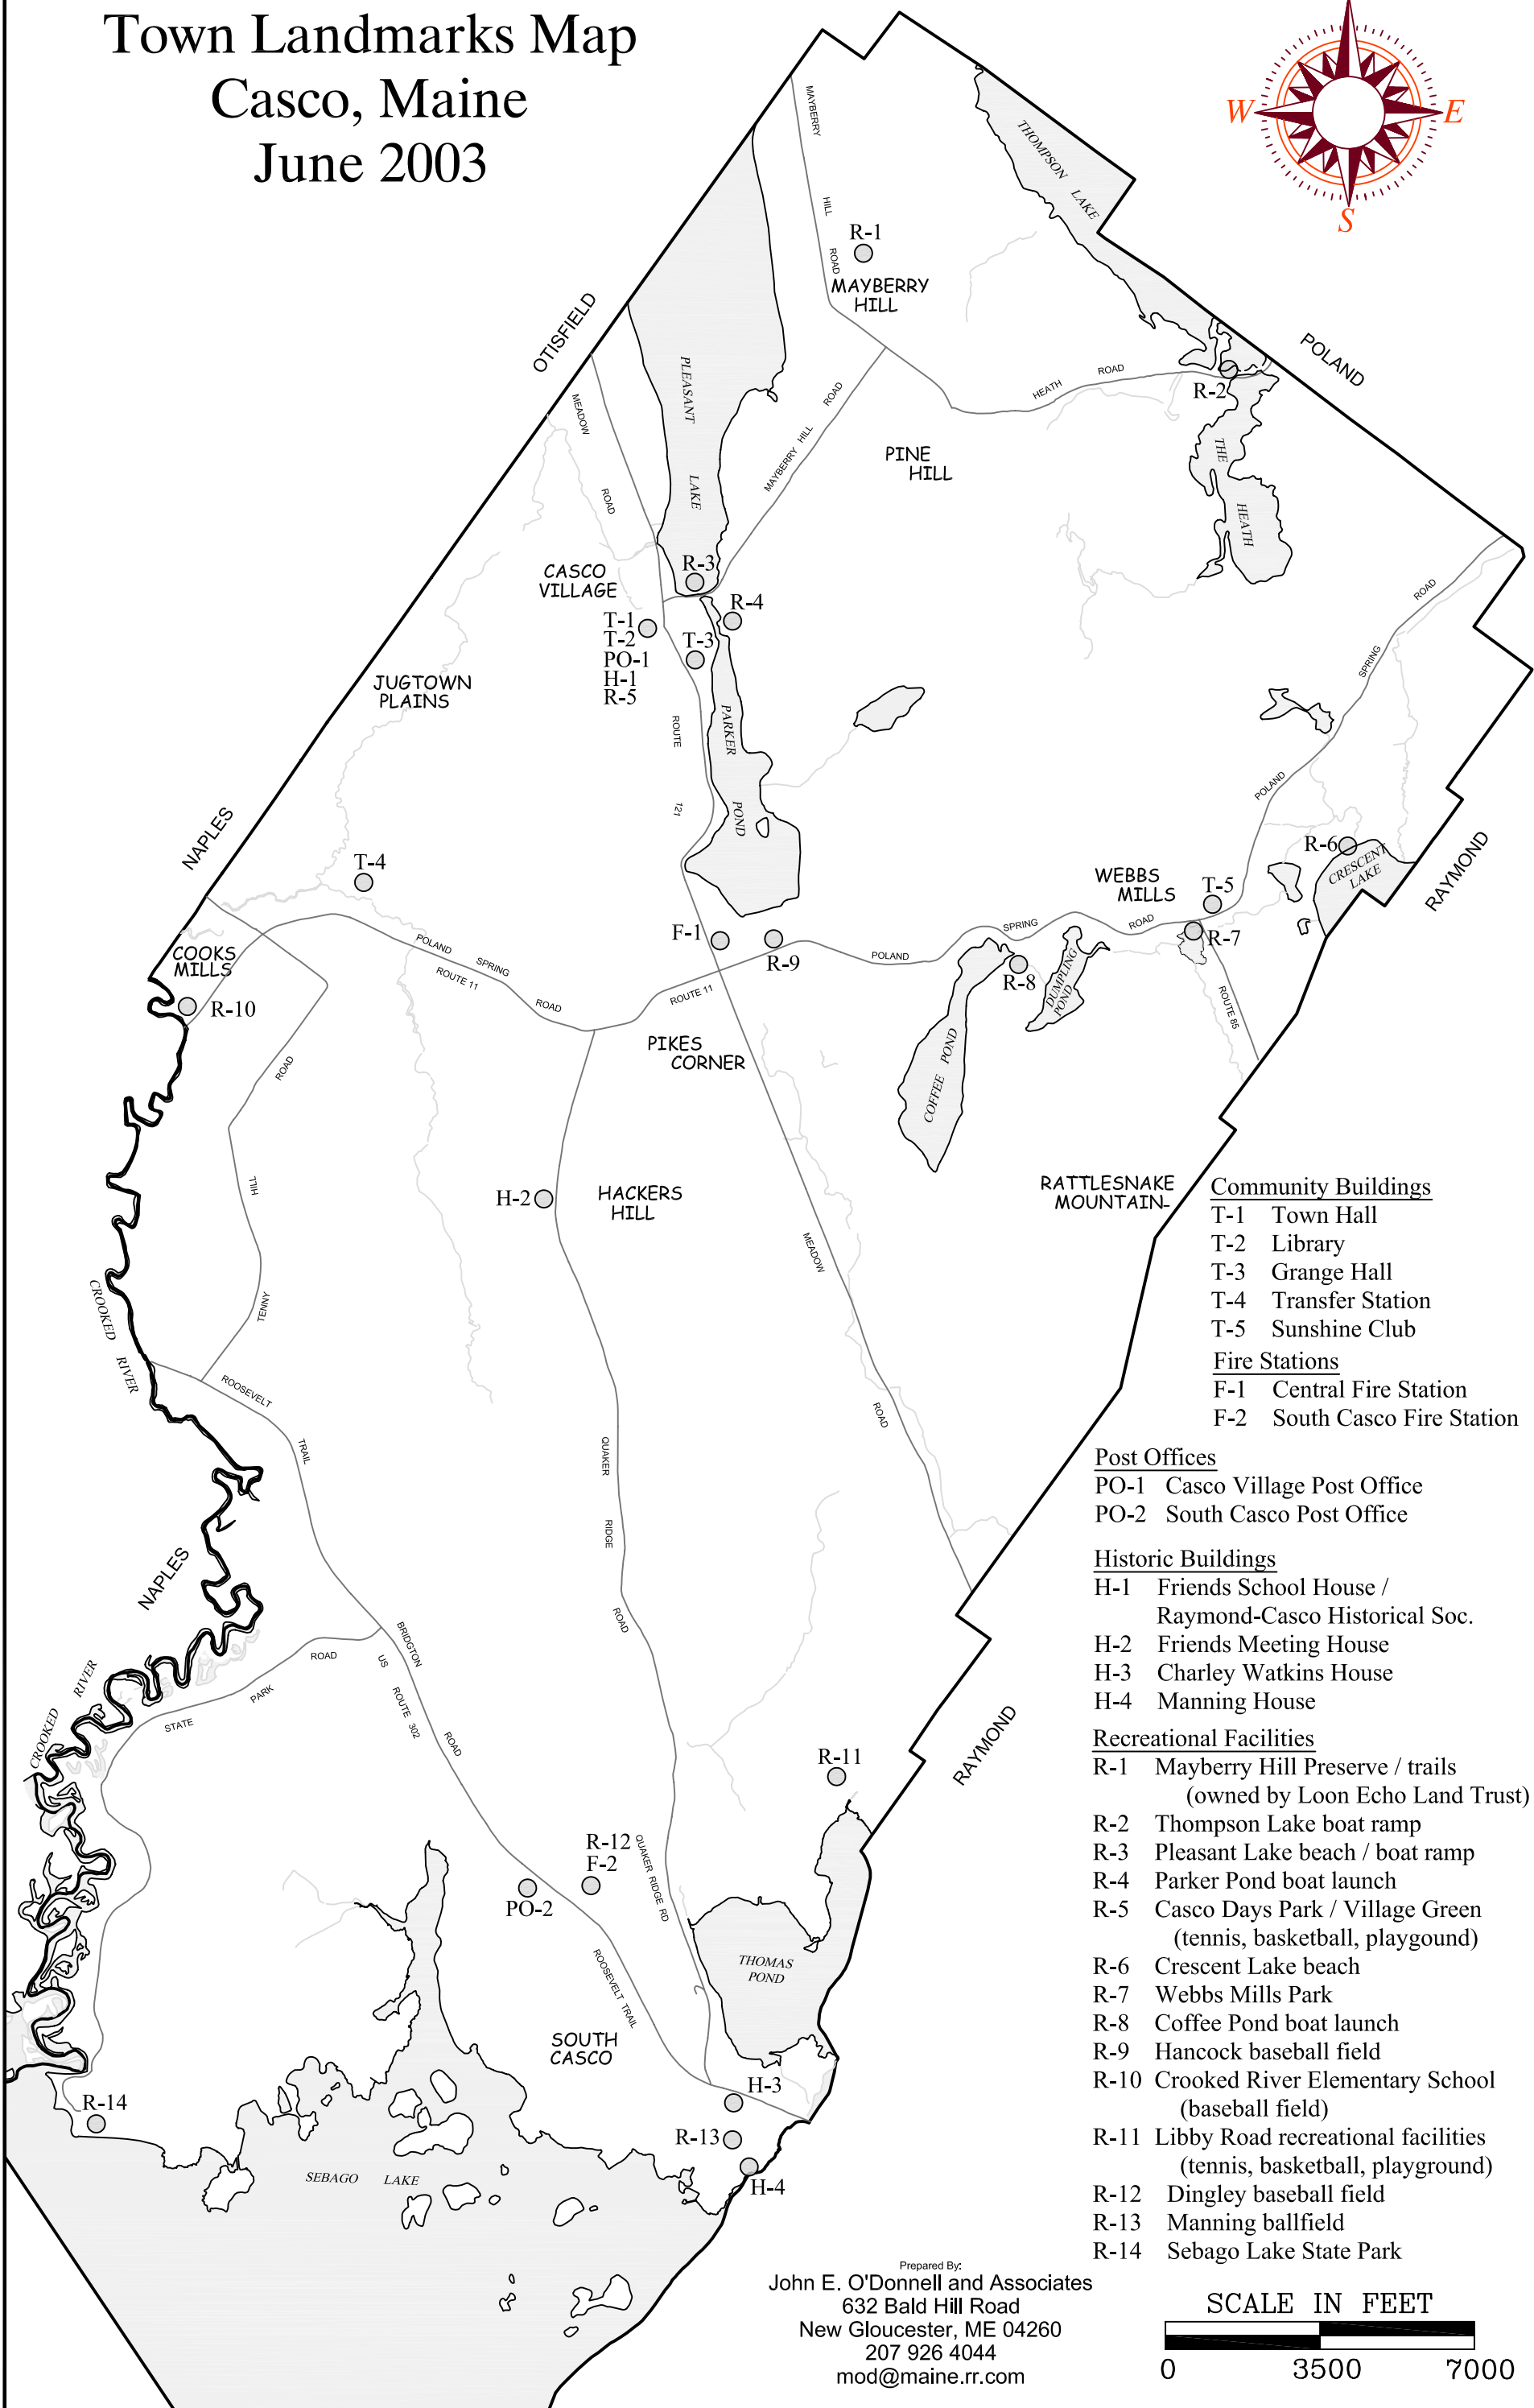 Town Landmarks Map
Casco, Maine
June 2003
W
E
S
MAYBERRY
HILL
ROAD
THOMPSON
LAKE
R-1
MAYBERRY
HILL
OTISFIELD
POLAND
PLEASANT
LAKE
MEADOW
ROAD
MAYBERRY HILL ROAD
HEATH ROAD
R-2
THE
HEATH
PINE
HILL
CASCO
VILLAGE
R-3
R-4
T-1
T-2
PO-1
H-1
R-5
T-3
JUGTOWN
PLAINS
ROUTE
121
PARKER
POND
ROAD
SPRING
POLAND
NAPLES
T-4
R-6
CRESCENT
LAKE
RAYMOND
WEBBS
MILLS
T-5
R-7
F-1
R-9
POLAND
SPRING
ROAD
R-8
DUMPLING
POND
COFFEE POND
ROUTE 85
COOKS
MILLS
R-10
POLAND
SPRING
ROAD
ROUTE 11
ROUTE 11
PIKES
CORNER
ROAD
HILL
TENNY
H-2
HACKERS
HILL
RATTLESNAKE
MOUNTAIN-
MEADOW
ROAD
CROOKED
RIVER
ROOSEVELT
TRAIL
QUAKER
RIDGE
ROAD
NAPLES
CROOKED
RIVER
STATE
PARK
ROAD
BRIDGTON
ROAD
US
ROUTE 302
R-11
RAYMOND
R-12
F-2
PO-2
QUAKER RIDGE RD
ROOSEVELT TRAIL
THOMAS
POND
SOUTH
CASCO
H-3
R-13
H-4
R-14
SEBAGO LAKE
Community Buildings
T-1 Town Hall
T-2 Library
T-3 Grange Hall
T-4 Transfer Station
T-5 Sunshine Club
Fire Stations
F-1 Central Fire Station
F-2 South Casco Fire Station
Post Offices
PO-1 Casco Village Post Office
PO-2 South Casco Post Office
Historic Buildings
H-1 Friends School House /
Raymond-Casco Historical Soc.
H-2 Friends Meeting House
H-3 Charley Watkins House
H-4 Manning House
Recreational Facilities
R-1 Mayberry Hill Preserve / trails
(owned by Loon Echo Land Trust)
R-2 Thompson Lake boat ramp
R-3 Pleasant Lake beach / boat ramp
R-4 Parker Pond boat launch
R-5 Casco Days Park / Village Green
(tennis, basketball, playgound)
R-6 Crescent Lake beach
R-7 Webbs Mills Park
R-8 Coffee Pond boat launch
R-9 Hancock baseball field
R-10 Crooked River Elementary School
(baseball field)
R-11 Libby Road recreational facilities
(tennis, basketball, playground)
R-12 Dingley baseball field
R-13 Manning ballfield
R-14 Sebago Lake State Park
Prepared By:
John E. O'Donnell and Associates
632 Bald Hill Road
New Gloucester, ME 04260
207 926 4044
mod@maine.rr.com
SCALE IN FEET
0 3500 7000